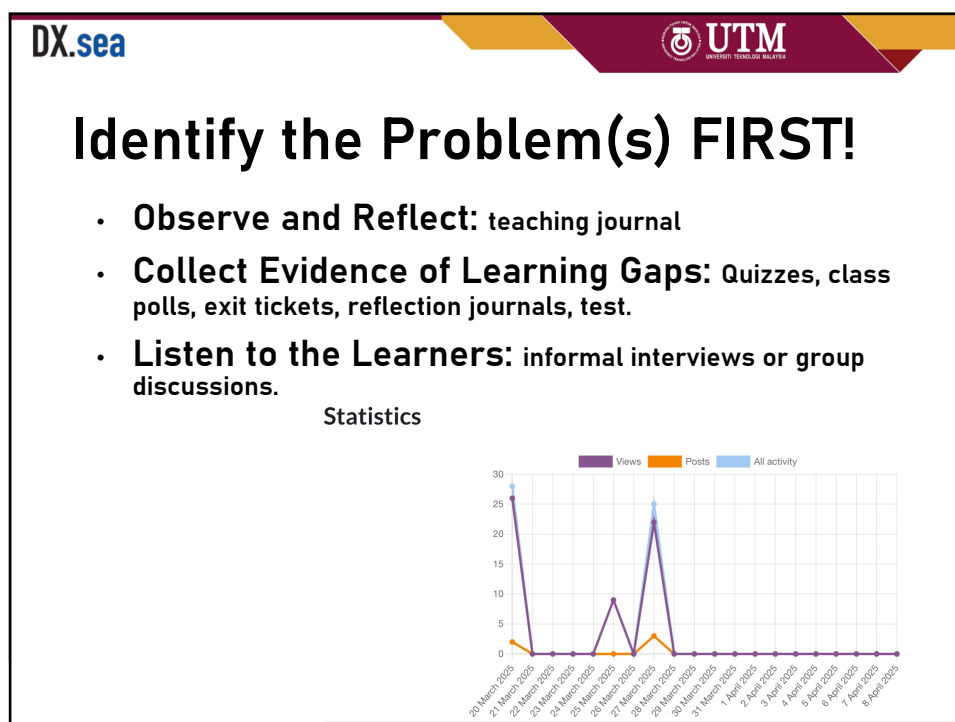 DX.sea
UTM
UNIVERSITI TEKNOLOGI MALAYSIA
Identify the Problem(s) FIRST!
• Observe and Reflect: teaching journal
• Collect Evidence of Learning Gaps: Quizzes, class
polls, exit tickets, reflection journals, test.
• Listen to the Learners: informal interviews or group
discussions.
Statistics
Views Posts All activity
30
25
20
15
10
5
0
20 March 2025
21 March 2025
22 March 2025
23 March 2025
24 March 2025
25 March 2025
26 March 2025
27 March 2025
28 March 2025
29 March 2025
30 March 2025
31 March 2025
1 April 2025
2 April 2025
3 April 2025
4 April 2025
5 April 2025
6 April 2025
7 April 2025
8 April 2025